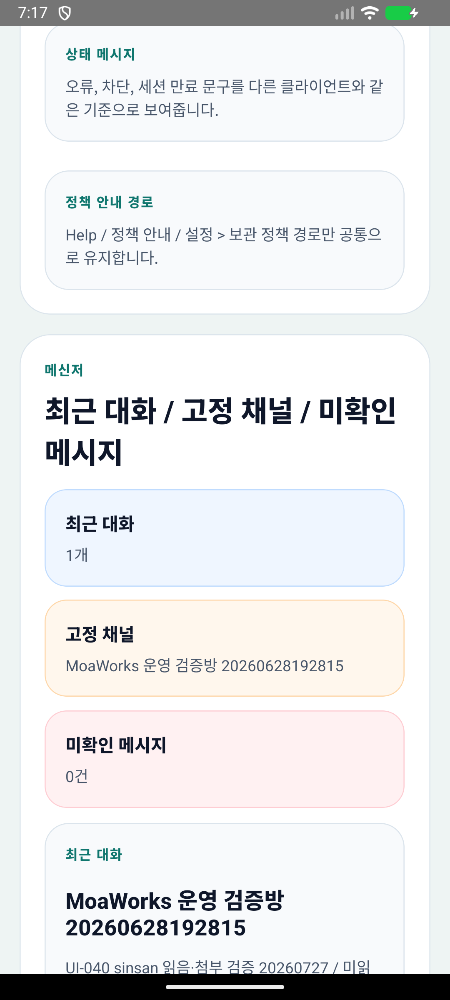 7:17
상태 메시지
오류, 차단, 세션 만료 문구를 다른 클라이언트와 같
은 기준으로 보여줍니다.
정책 안내 경로
Help / 정책 안내 / 설정 > 보관 정책 경로만 공통으
로 유지합니다.
메신저
최근 대화 / 고정 채널 / 미확인
메시지
최근 대화
1개
고정 채널
MoaWorks 운영 검증방 20260628192815
미확인 메시지
0건
최근 대화
MoaWorks 운영 검증방
20260628192815
UI-040 sinsan 읽음·첨부 검증 20260727 / 미읽